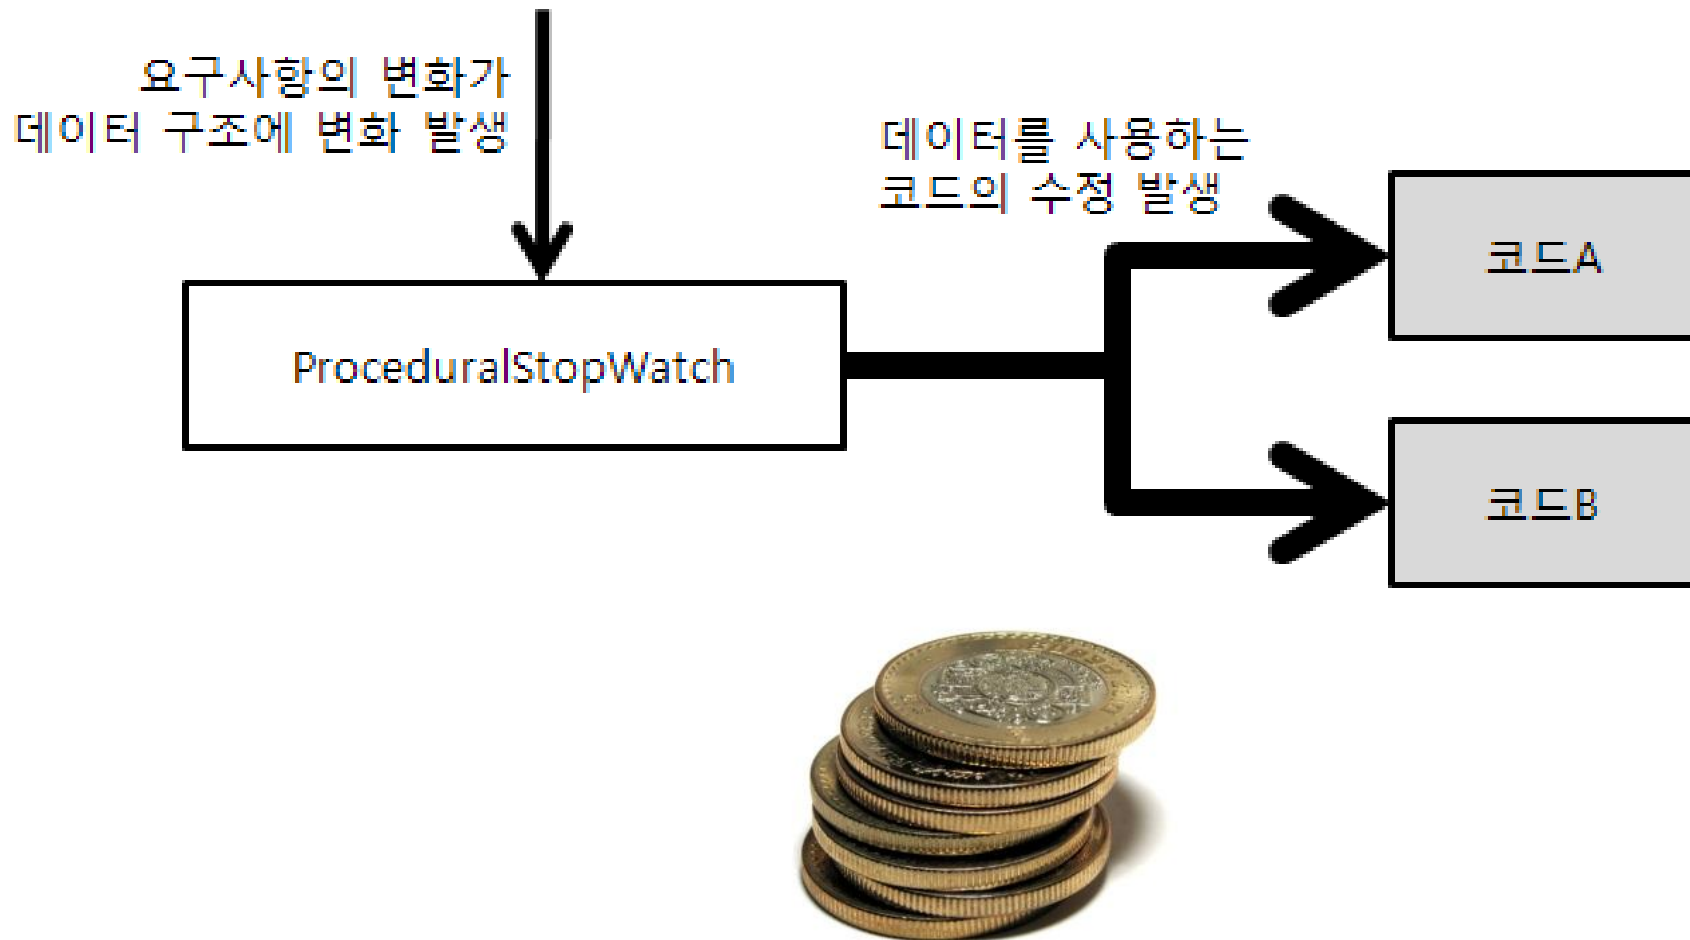 요구사항의 변화가
데이터 구조에 변화 발생
데이터를 사용하는
코드의 수정 발생
코드A
ProceduralStopWatch
코드B